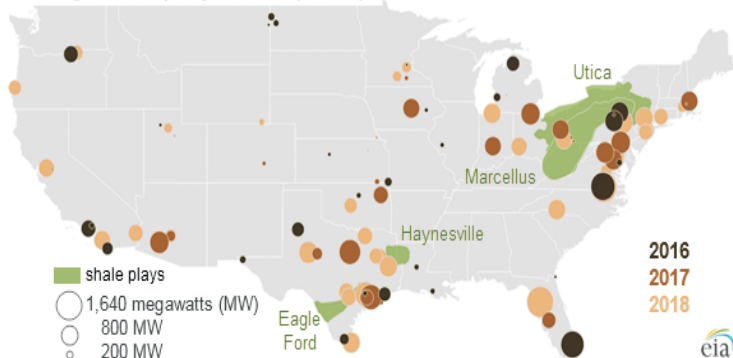 Utica
Marcellus
Haynesville
Eagle
Ford
shale plays
1,640 megawatts (MW)
800 MW
200 MW
2016
2017
2018
eia